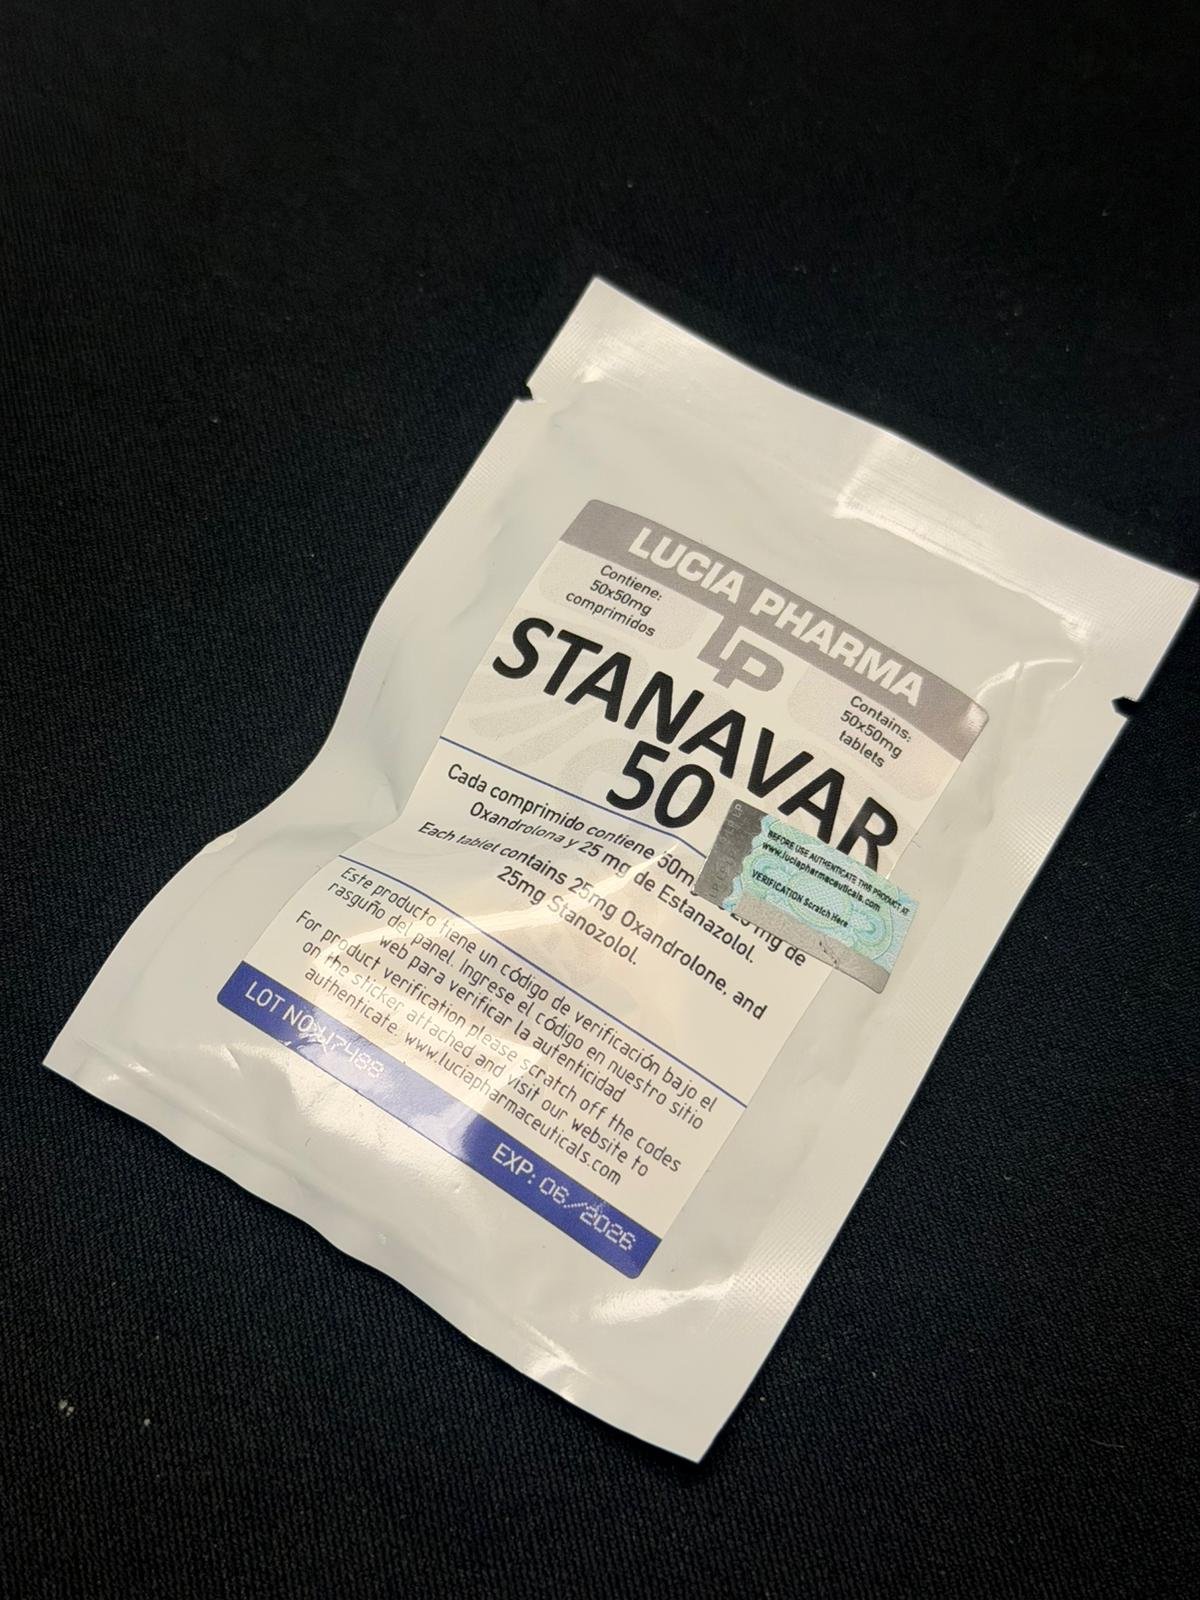 LUCIA PHARMA
LP
Contiene:
50x50mg
comprimidos
Contains:
50x50mg
tablets
STANAVAR
50
Cada comprimido contiene 50mg, 25 mg de
Oxandrolona y 25 mg de Estanazolol.
Each tablet contains 25mg Oxandrolone, and
25mg Stanozolol.
BEFORE USE AUTHENTICATE THIS PRODUCT AT
www.luciapharmaceuticals.com
VERIFICATION Scratch Here
Este producto tiene un código de verificación bajo el
rasguño del panel. Ingrese el código en nuestro sitio
web para verificar la autenticidad
For product verification please scratch off the codes
on the sticker attached and visit our website to
authenticate. www.luciapharmaceuticals.com
LOT NO:
EXP: 06/2026